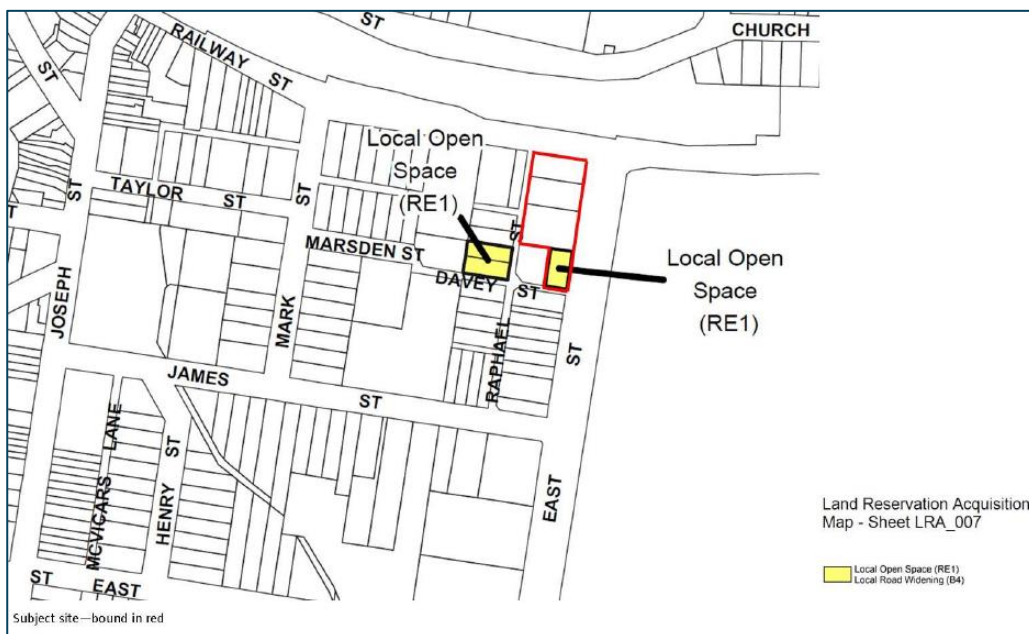 ST
CHURCH
RAILWAY ST
ST
Local Open
Space
(RE1)
TAYLOR ST
ST
ST
ST
T
MARSDEN ST
DAVEY ST
Local Open
Space
(RE1)
JOSEPH
MARK
RAPHAEL
ST
JAMES ST
MCVICARS LANE
HENRY ST
EAST
ST EAST
Land Reservation Acquisition
Map - Sheet LRA_007
Local Open Space (RE1)
Local Road Widening (B4)
Subject site—bound in red